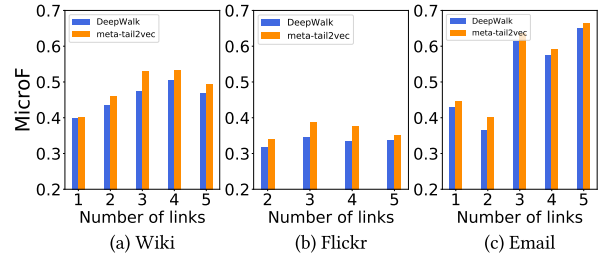 MicroF
0.7
0.6
0.5
0.4
0.3
0.2
DeepWalk
meta-tail2vec
1 2 3 4 5
Number of links
(a) Wiki
0.7
0.6
0.5
0.4
0.3
0.2
DeepWalk
meta-tail2vec
2 3 4 5
Number of links
(b) Flickr
0.7
0.6
0.5
0.4
0.3
0.2
DeepWalk
meta-tail2vec
1 2 3 4 5
Number of links
(c) Email